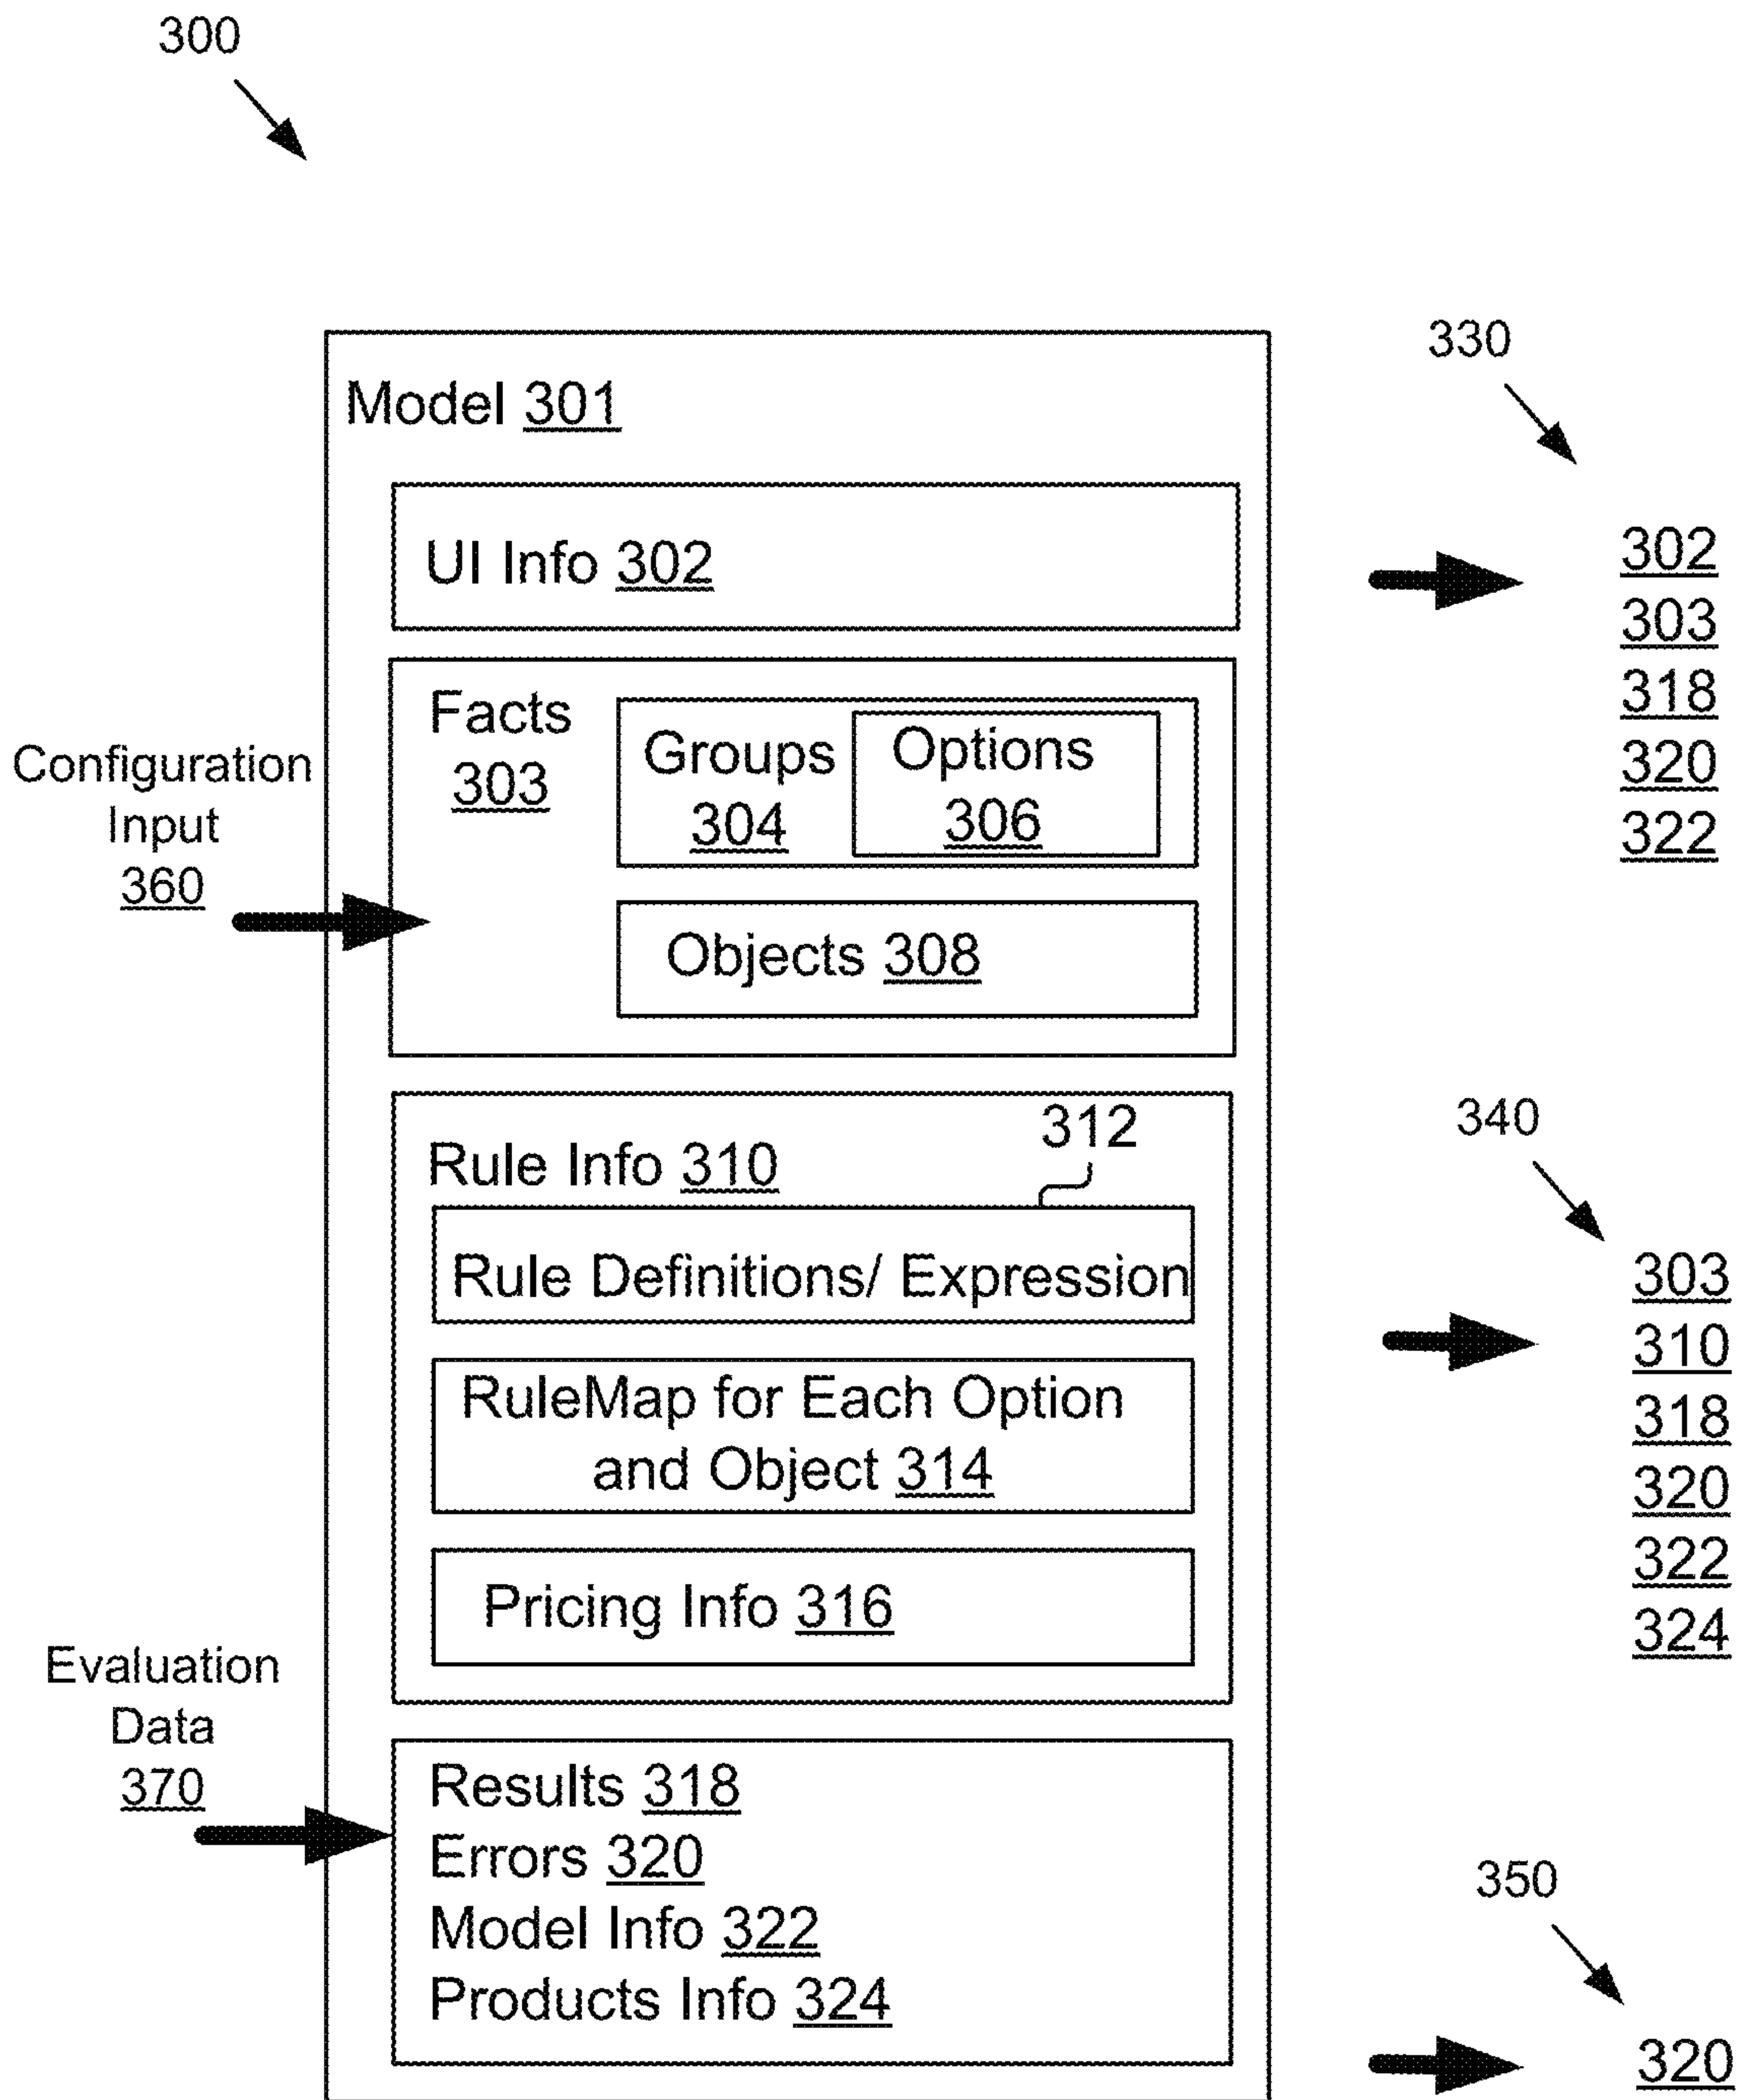 300
330
Model 301
UI Info 302
302
303
318
320
322
Facts
303
Groups
304
Options
306
Objects 308
Configuration
Input
360
340
Rule Info 310
312
Rule Definitions/ Expression
RuleMap for Each Option
and Object 314
Pricing Info 316
303
310
318
320
322
324
Evaluation
Data
370
Results 318
Errors 320
Model Info 322
Products Info 324
350
320